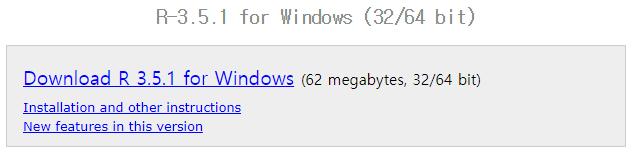 R-3.5.1 for Windows (32/64 bit)
Download R 3.5.1 for Windows (62 megabytes, 32/64 bit)
Installation and other instructions
New features in this version